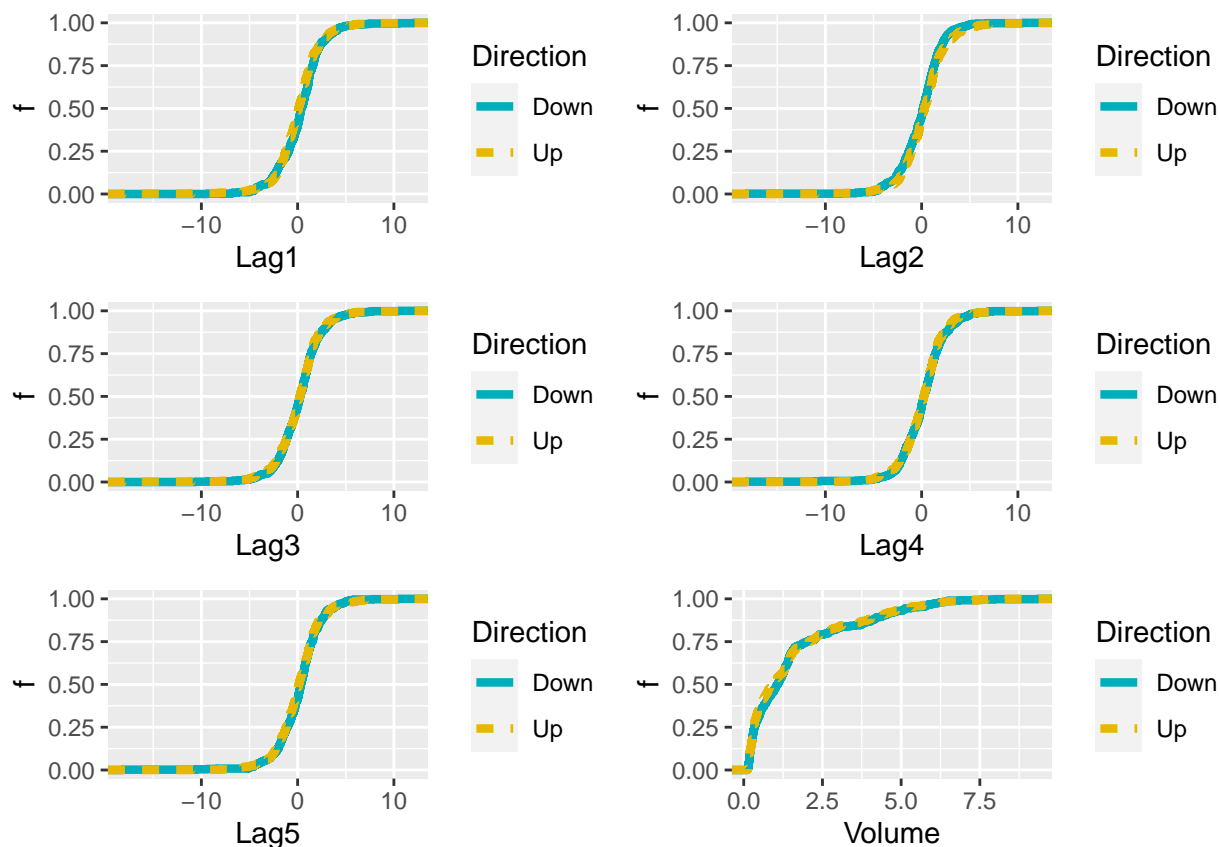 1.00
0.75
0.50
0.25
0.00
f
−10 0 10
Lag1
Direction
Down
Up
1.00
0.75
0.50
0.25
0.00
f
−10 0 10
Lag2
Direction
Down
Up
1.00
0.75
0.50
0.25
0.00
f
−10 0 10
Lag3
Direction
Down
Up
1.00
0.75
0.50
0.25
0.00
f
−10 0 10
Lag4
Direction
Down
Up
1.00
0.75
0.50
0.25
0.00
f
−10 0 10
Lag5
Direction
Down
Up
1.00
0.75
0.50
0.25
0.00
f
0.0 2.5 5.0 7.5
Volume
Direction
Down
Up